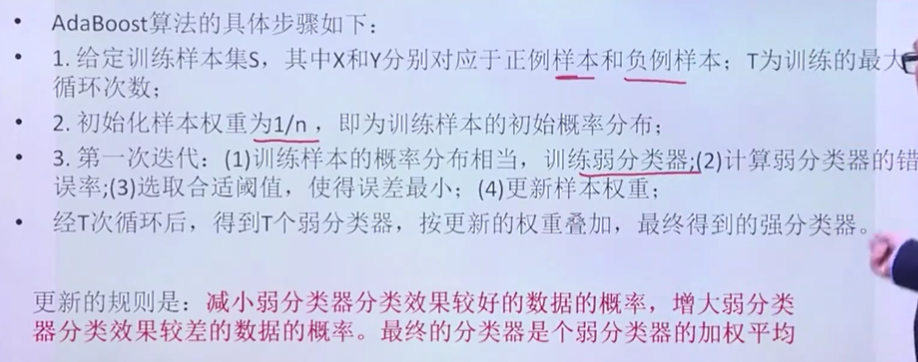 • AdaBoost算法的具体步骤如下：
• 1. 给定训练样本集S，其中X和Y分别对应于正例样本和负例样本；T为训练的最大
循环次数；
• 2. 初始化样本权重为1/n ，即为训练样本的初始概率分布；
• 3. 第一次迭代：(1)训练样本的概率分布相当，训练弱分类器;(2)计算弱分类器的错
误率;(3)选取合适阈值，使得误差最小；(4)更新样本权重；
• 经T次循环后，得到T个弱分类器，按更新的权重叠加，最终得到的强分类器。
更新的规则是：减小弱分类器分类效果较好的数据的概率，增大弱分类
器分类效果较差的数据的概率。最终的分类器是个弱分类器的加权平均